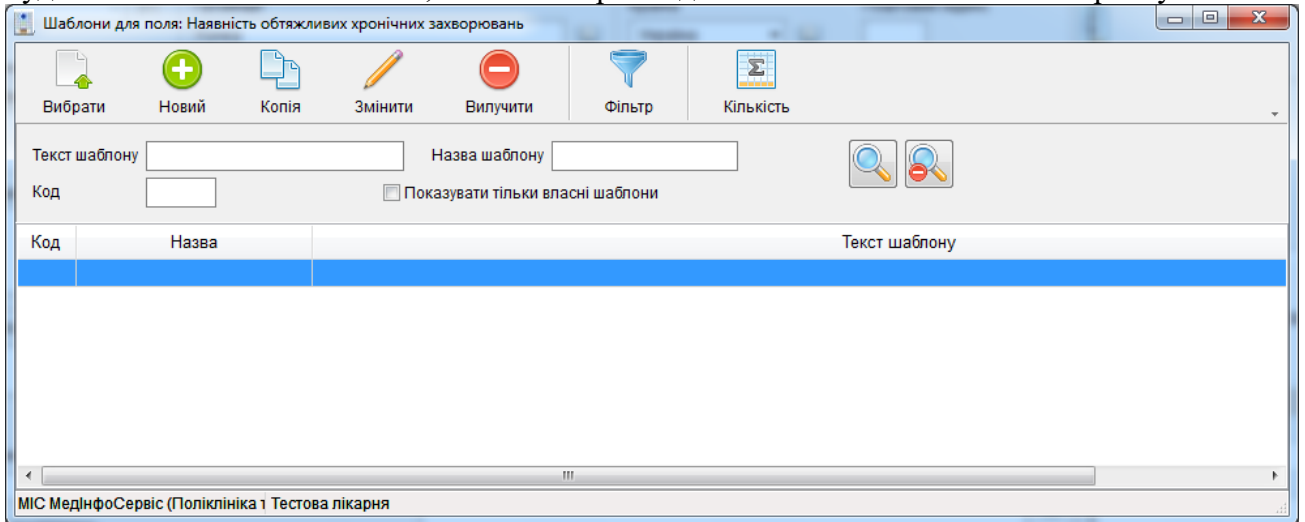 Шаблони для поля: Наявність обтяжливих хронічних захворювань
Вибрати Новий Копія Змінити Вилучити Фільтр Кількість
Текст шаблону Назва шаблону
Код Показувати тільки власні шаблони
Код Назва Текст шаблону
МІС МедІнфоСервіс (Поліклініка т Тестова лікарня